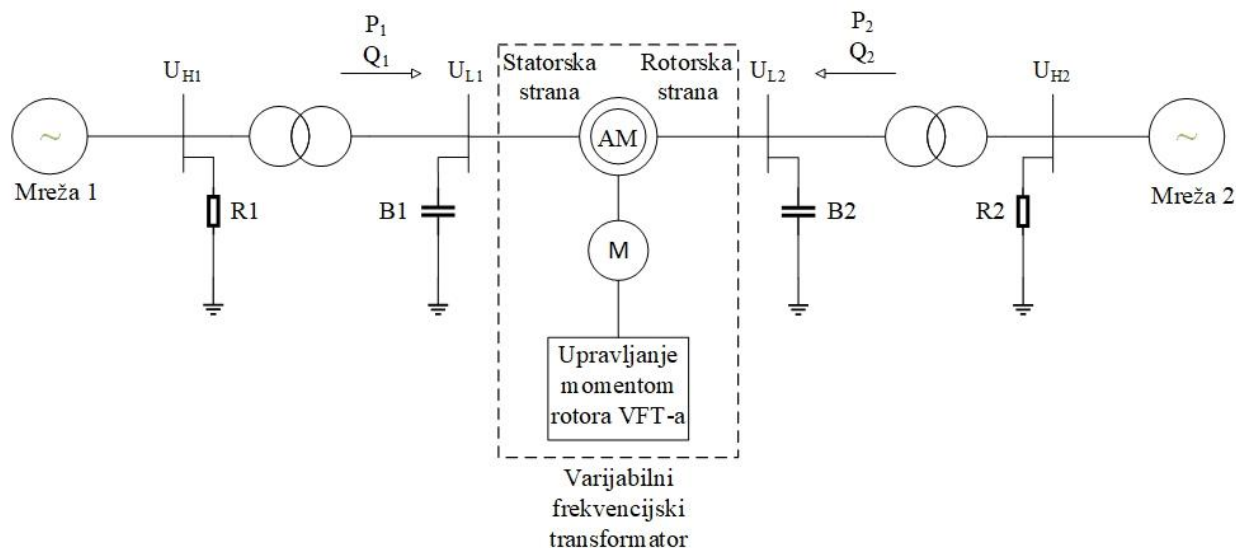 P1
Q1
P2
Q2
UH1
UL1
Statorska
strana
Rotorska
strana
UL2
UH2
~
AM
~
Mreža 1
Mreža 2
R1
B1
B2
R2
M
Upravljanje
momentom
rotora VFT-a
Varijabilni
frekvencijski
transformator